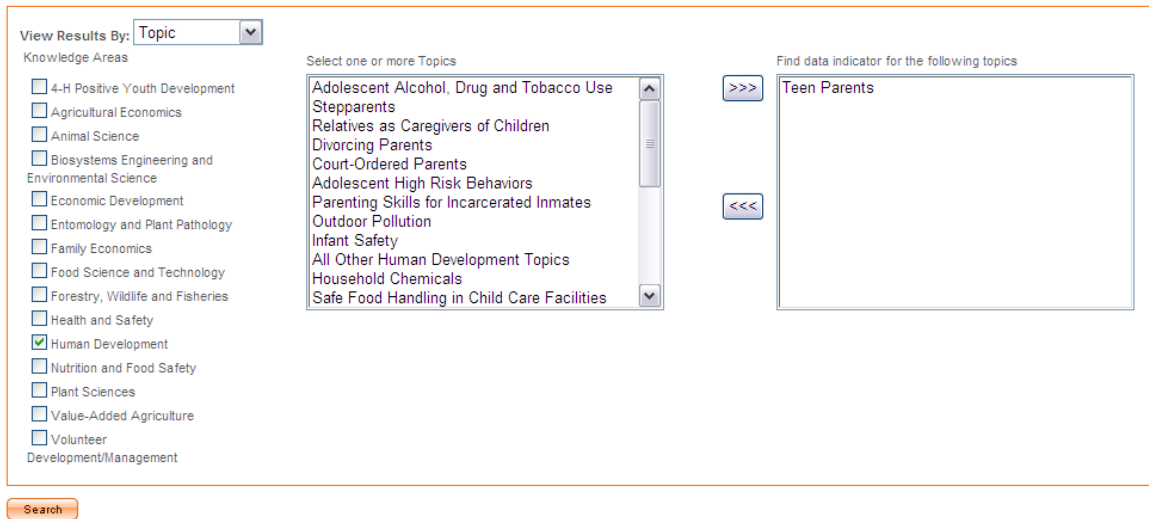 View Results By: Topic
Knowledge Areas
4-H Positive Youth Development
Agricultural Economics
Animal Science
Biosystems Engineering and
Environmental Science
Economic Development
Entomology and Plant Pathology
Family Economics
Food Science and Technology
Forestry, Wildlife and Fisheries
Health and Safety
Human Development
Nutrition and Food Safety
Plant Sciences
Value-Added Agriculture
Volunteer
Development/Management
Select one or more Topics
Adolescent Alcohol, Drug and Tobacco Use
Stepparents
Relatives as Caregivers of Children
Divorcing Parents
Court-Ordered Parents
Adolescent High Risk Behaviors
Parenting Skills for Incarcerated Inmates
Outdoor Pollution
Infant Safety
All Other Human Development Topics
Household Chemicals
Safe Food Handling in Child Care Facilities
>>>
<<<
Find data indicator for the following topics
Teen Parents
Search